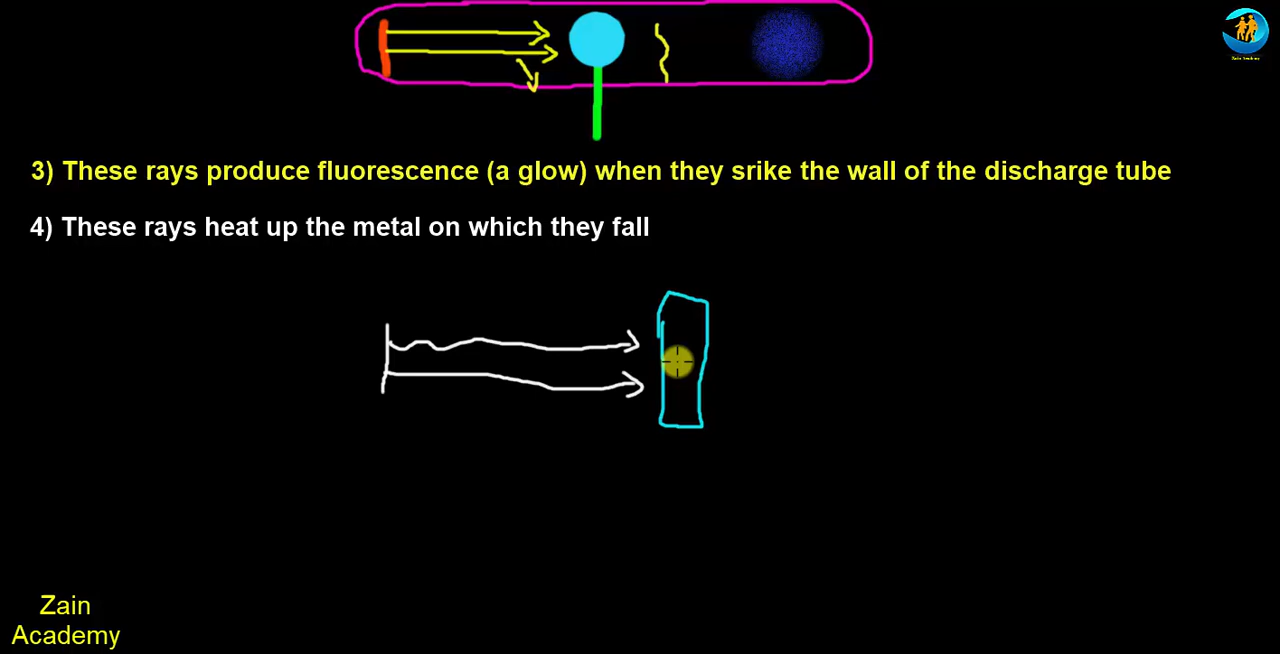 3) These rays produce fluorescence (a glow) when they srike the wall of the discharge tube
4) These rays heat up the metal on which they fall
Zain
Academy